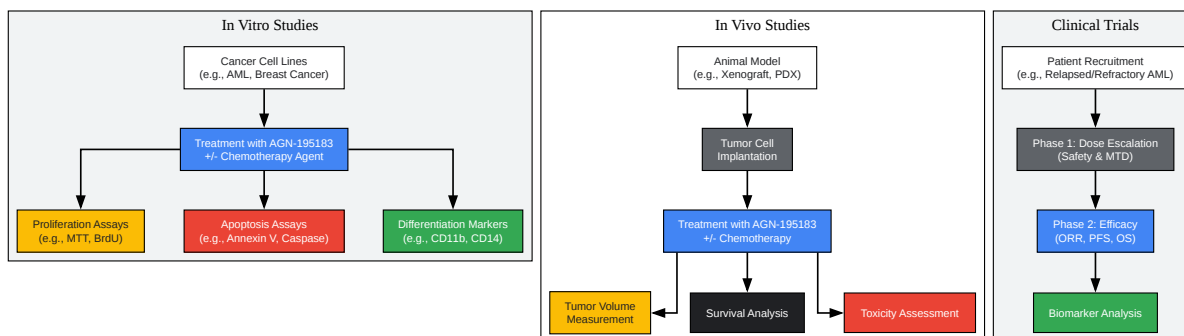 In Vitro Studies
Cancer Cell Lines
(e.g., AML, Breast Cancer)
Treatment with AGN-195183
+/- Chemotherapy Agent
Proliferation Assays
(e.g., MTT, BrdU)
Apoptosis Assays
(e.g., Annexin V, Caspase)
Differentiation Markers
(e.g., CD11b, CD14)
In Vivo Studies
Animal Model
(e.g., Xenograft, PDX)
Tumor Cell
Implantation
Treatment with AGN-195183
+/- Chemotherapy
Tumor Volume
Measurement
Survival Analysis
Toxicity Assessment
Clinical Trials
Patient Recruitment
(e.g., Relapsed/Refractory AML)
Phase 1: Dose Escalation
(Safety & MTD)
Phase 2: Efficacy
(ORR, PFS, OS)
Biomarker Analysis